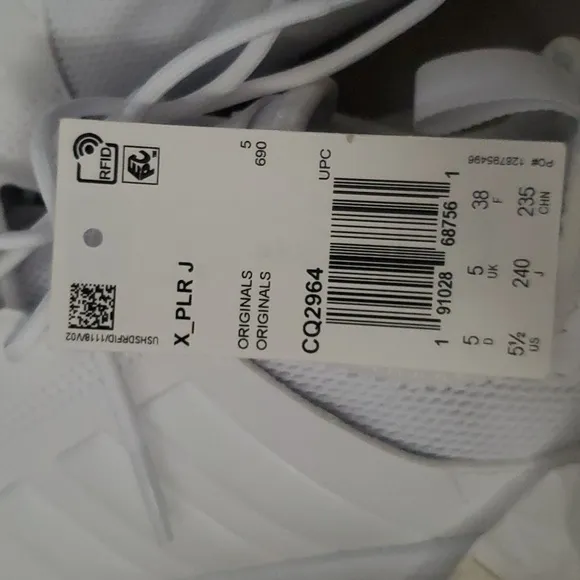 RFID
EPC
USHSDRFID/1118/V02
X_PLR J
5
690
ORIGINALS
ORIGINALS
UPC
CQ2964
1 91028 68756 1
PO# 128795496
5 D
5 UK
38 F
5½ US
240 J
235 CHN